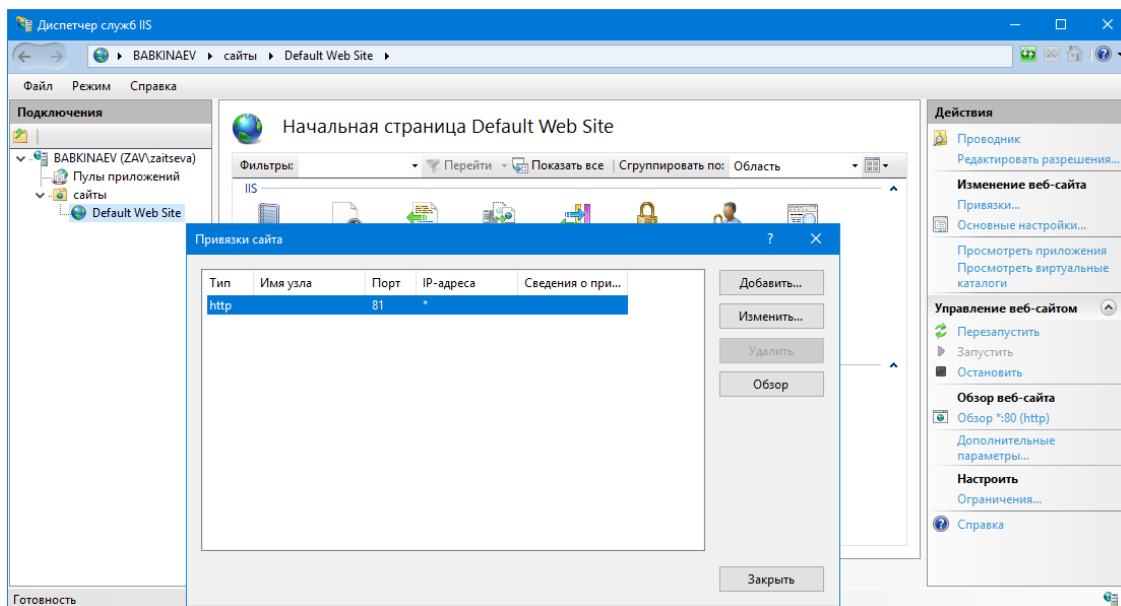 Диспетчер служб IIS
BABKINAEV сайты Default Web Site
Файл Режим Справка
Подключения
BABKINAEV (ZAV\zaitseva)
Пулы приложений
сайты
Default Web Site
Начальная страница Default Web Site
Фильтры: Перейти Показать все Сгруппировать по: Область
IIS
Привязки сайта
Тип Имя узла Порт IP-адреса Сведения о при...
http 81 *
Добавить...
Изменить...
Удалить
Обзор
Закрыть
Действия
Проводник
Редактировать разрешения...
Изменение веб-сайта
Привязки...
Основные настройки...
Просмотреть приложения
Просмотреть виртуальные
каталоги
Управление веб-сайтом
Перезапустить
Запустить
Остановить
Обзор веб-сайта
Обзор *:80 (http)
Дополнительные
параметры...
Настроить
Ограничения...
Справка
Готовность